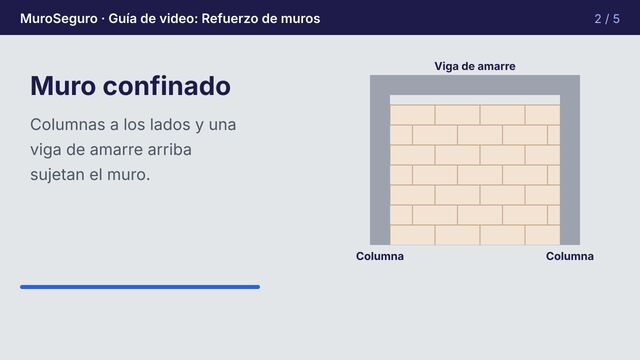 MuroSeguro · Guía de video: Refuerzo de muros
2 / 5
Muro confinado
Columnas a los lados y una
viga de amarre arriba
sujetan el muro.
Viga de amarre
Columna
Columna